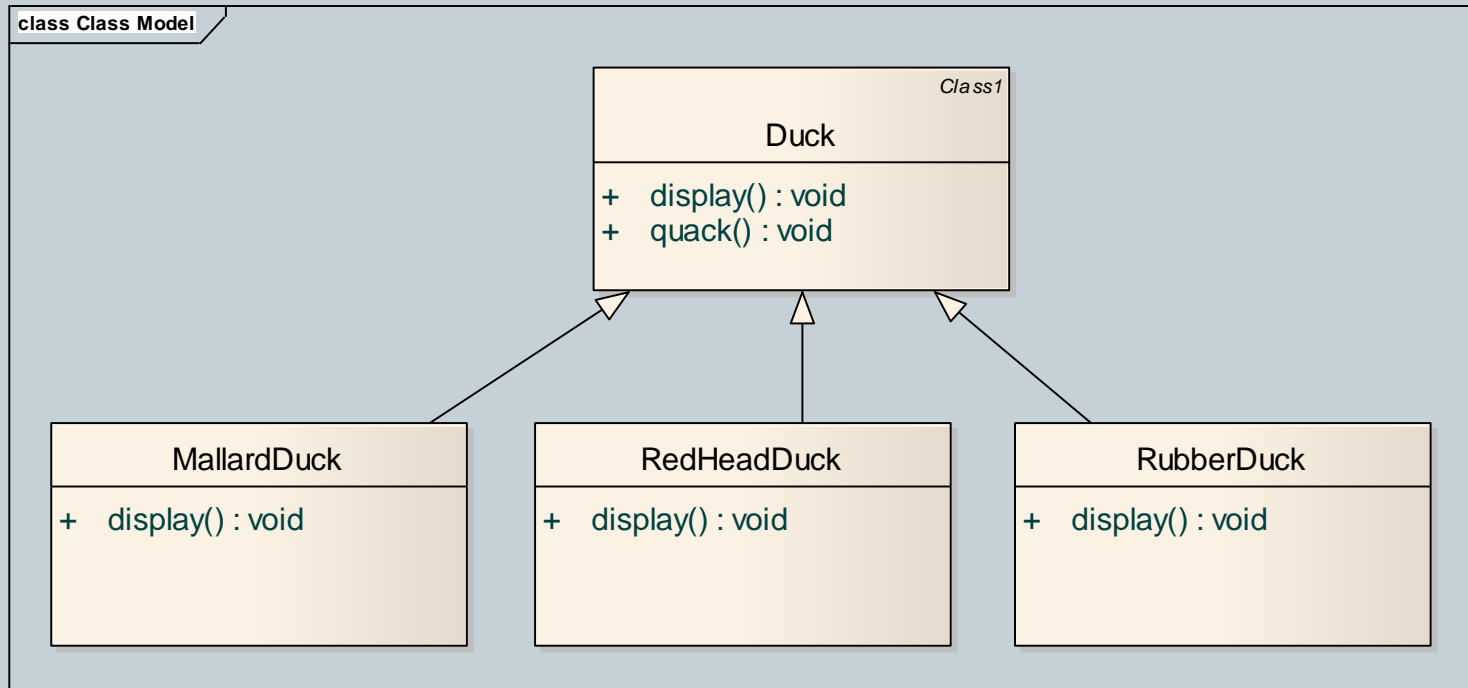 class Class Model
Class1
Duck
+ display() : void
+ quack() : void
MallardDuck
+ display() : void
RedHeadDuck
+ display() : void
RubberDuck
+ display() : void